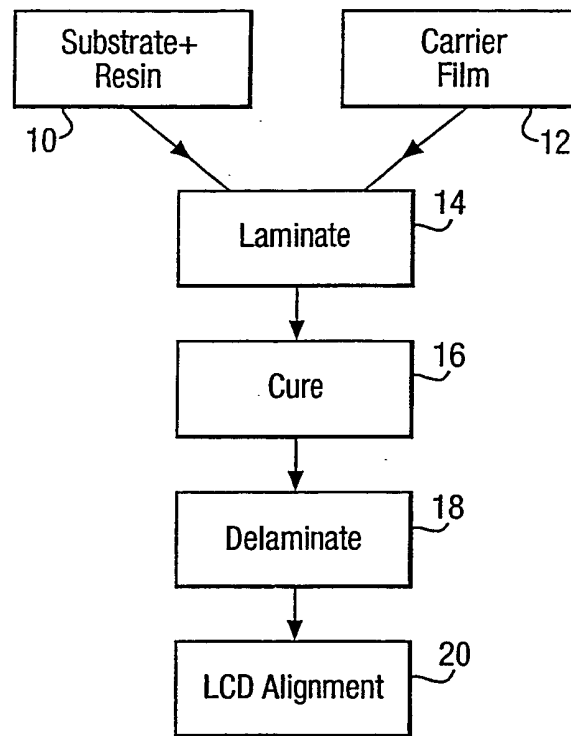 Substrate+
Resin
Carrier
Film
10
12
Laminate
14
Cure
16
Delaminate
18
LCD Alignment
20